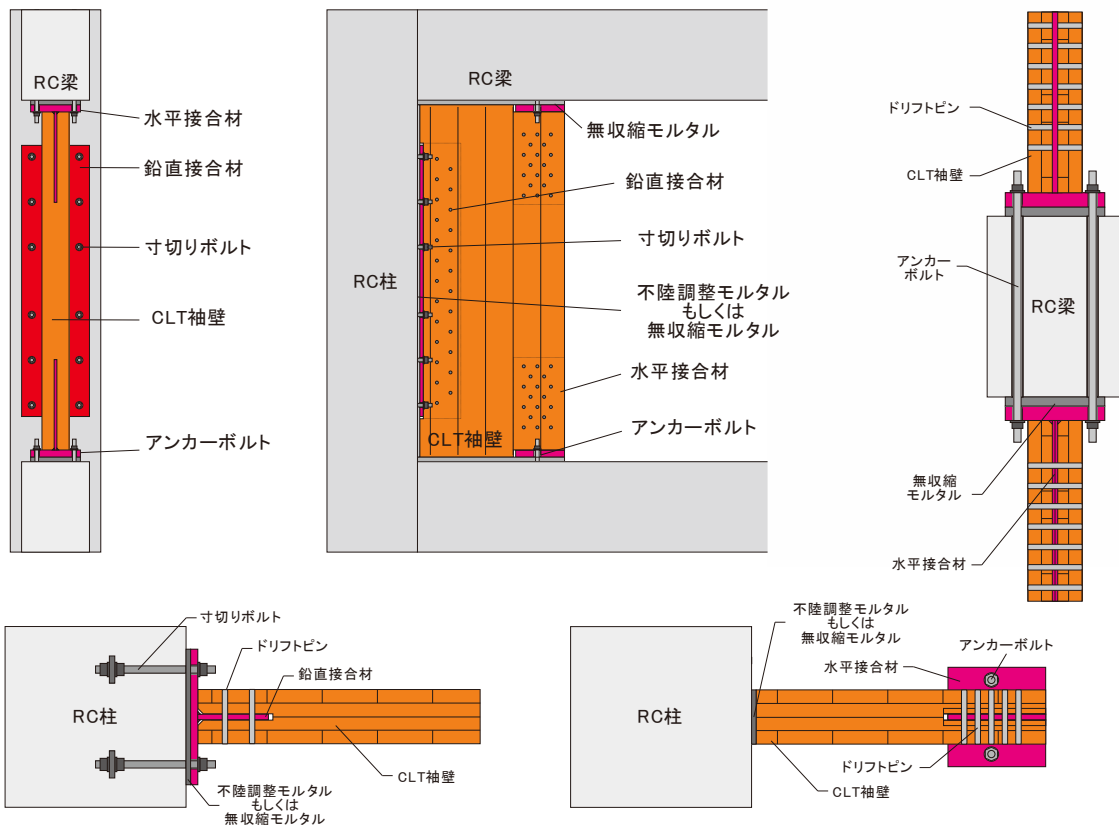 RC梁
水平接合材
鉛直接合材
寸切りボルト
CLT袖壁
アンカーボルト
RC梁
無収縮モルタル
鉛直接合材
寸切りボルト
RC柱
不陸調整モルタル
もしくは
無収縮モルタル
水平接合材
CLT袖壁
アンカーボルト
ドリフトピン
CLT袖壁
アンカー
ボルト
RC梁
無収縮
モルタル
水平接合材
寸切りボルト
ドリフトピン
鉛直接合材
RC柱
CLT袖壁
不陸調整モルタル
もしくは
無収縮モルタル
不陸調整モルタル
もしくは
無収縮モルタル
アンカーボルト
水平接合材
RC柱
ドリフトピン
CLT袖壁